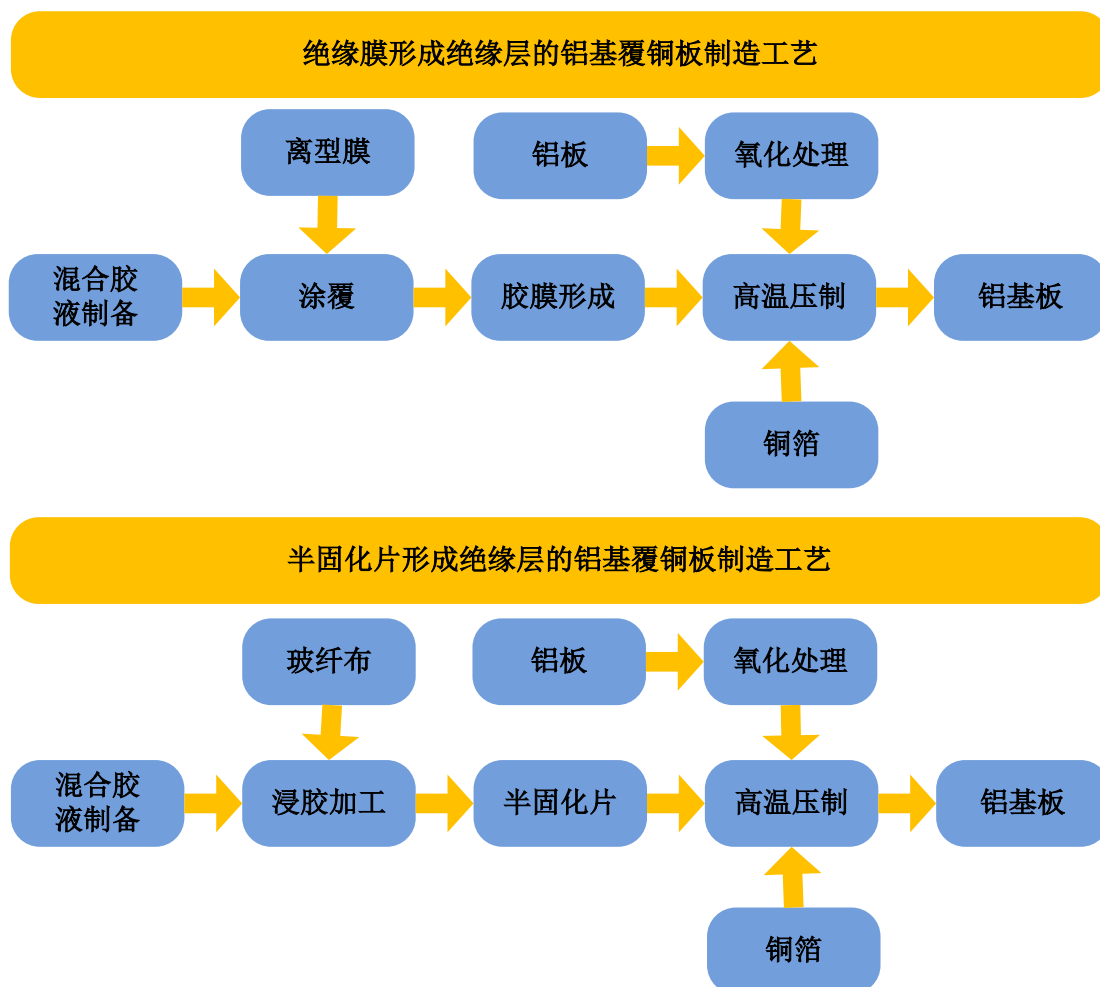 绝缘膜形成绝缘层的铝基覆铜板制造工艺
离型膜
铝板
氧化处理
混合胶
液制备
涂覆
胶膜形成
高温压制
铝基板
铜箔
半固化片形成绝缘层的铝基覆铜板制造工艺
玻纤布
铝板
氧化处理
混合胶
液制备
浸胶加工
半固化片
高温压制
铝基板
铜箔